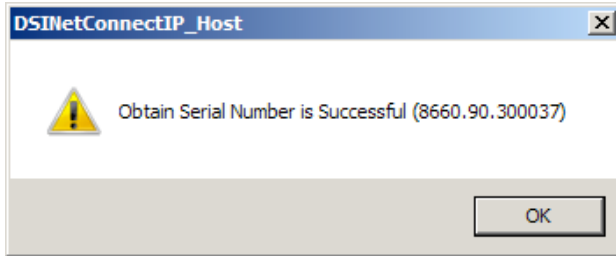 DSINetConnectIP_Host
Obtain Serial Number is Successful (8660.90.300037)
OK